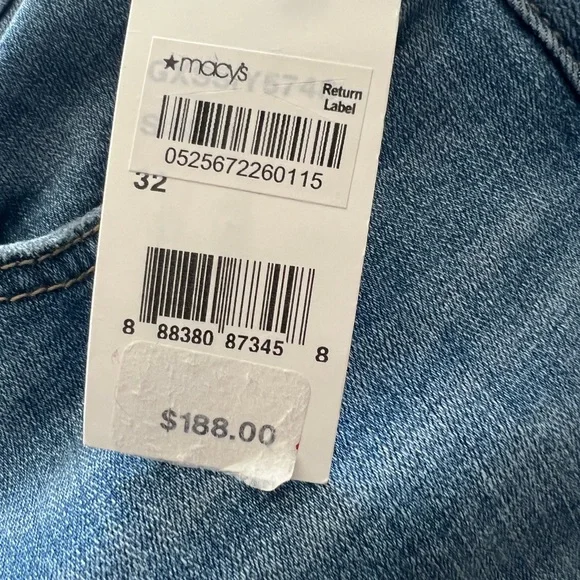 ★macy's
Return
Label
0525672260115
32
8 88380 87345 8
$188.00